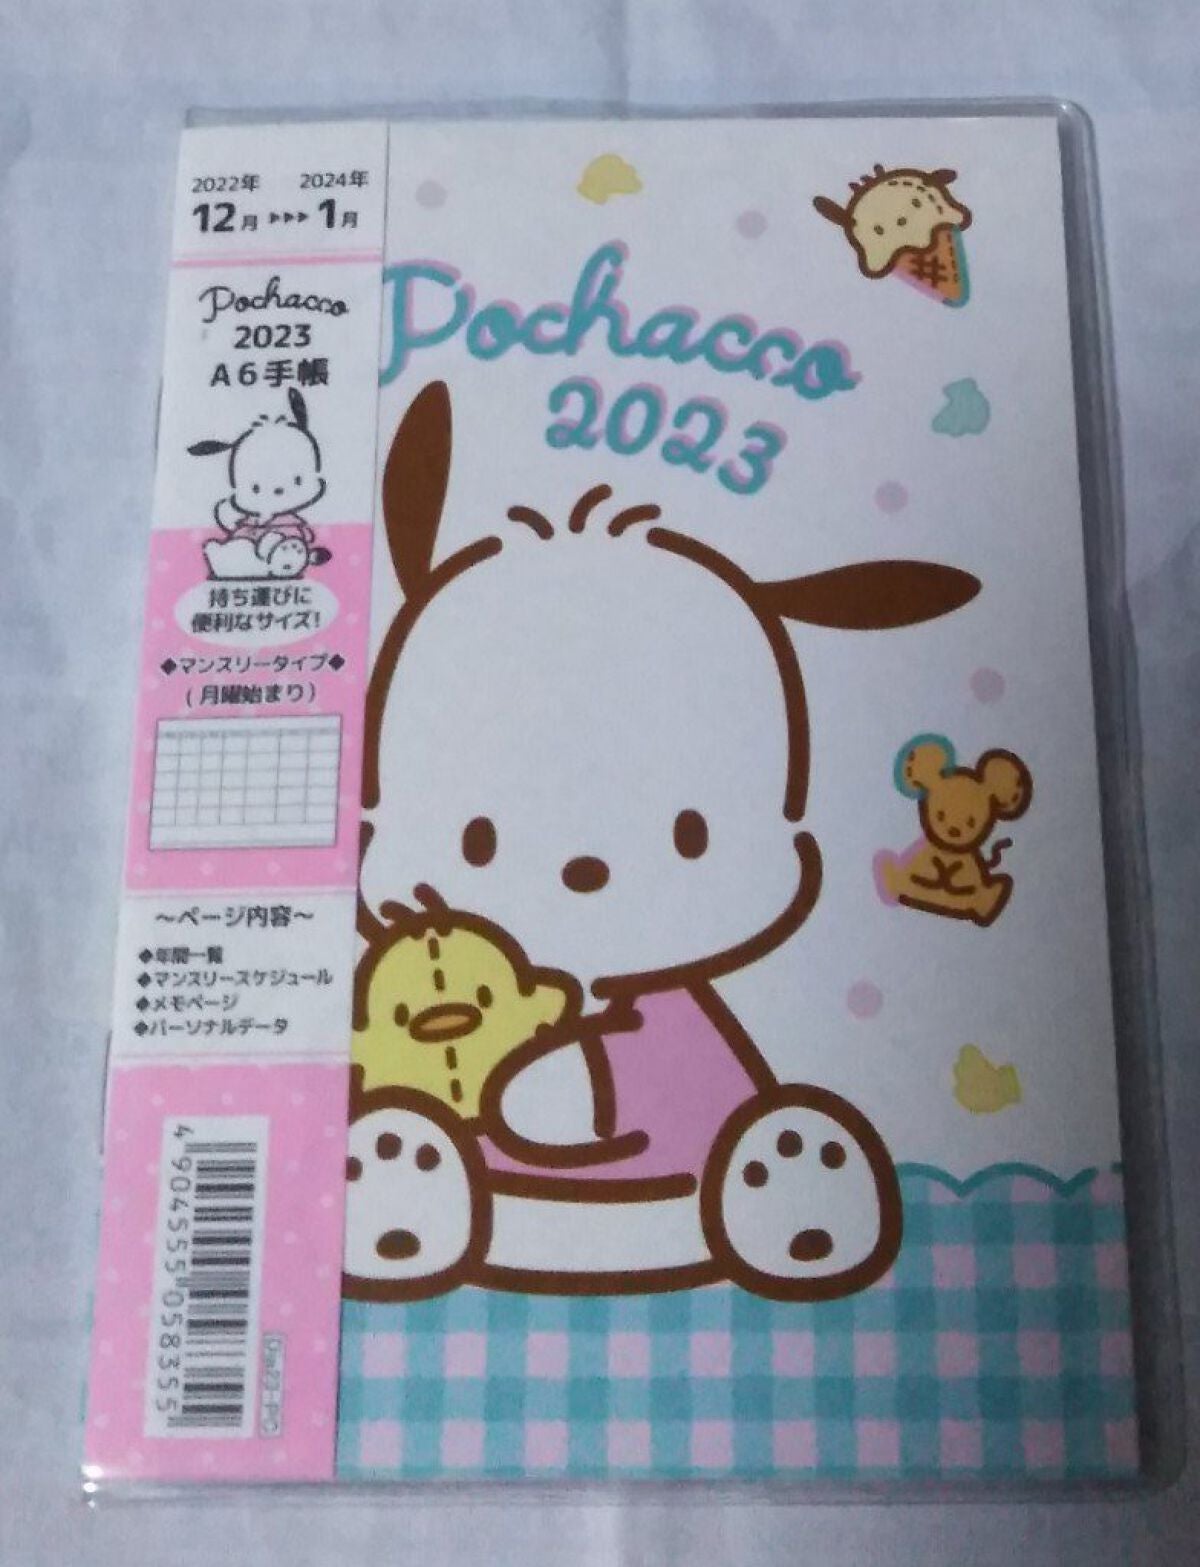 2022年 2024年
12月 ▶▶▶ 1月
Pochacco
2023
A6手帳
持ち運びに
便利なサイズ!
◆マンスリータイプ◆
(月曜始まり)
～ページ内容～
◆年間一覧
◆マンスリースケジュール
◆メモページ
◆パーソナルデータ
4904555058355
Pochacco
2023